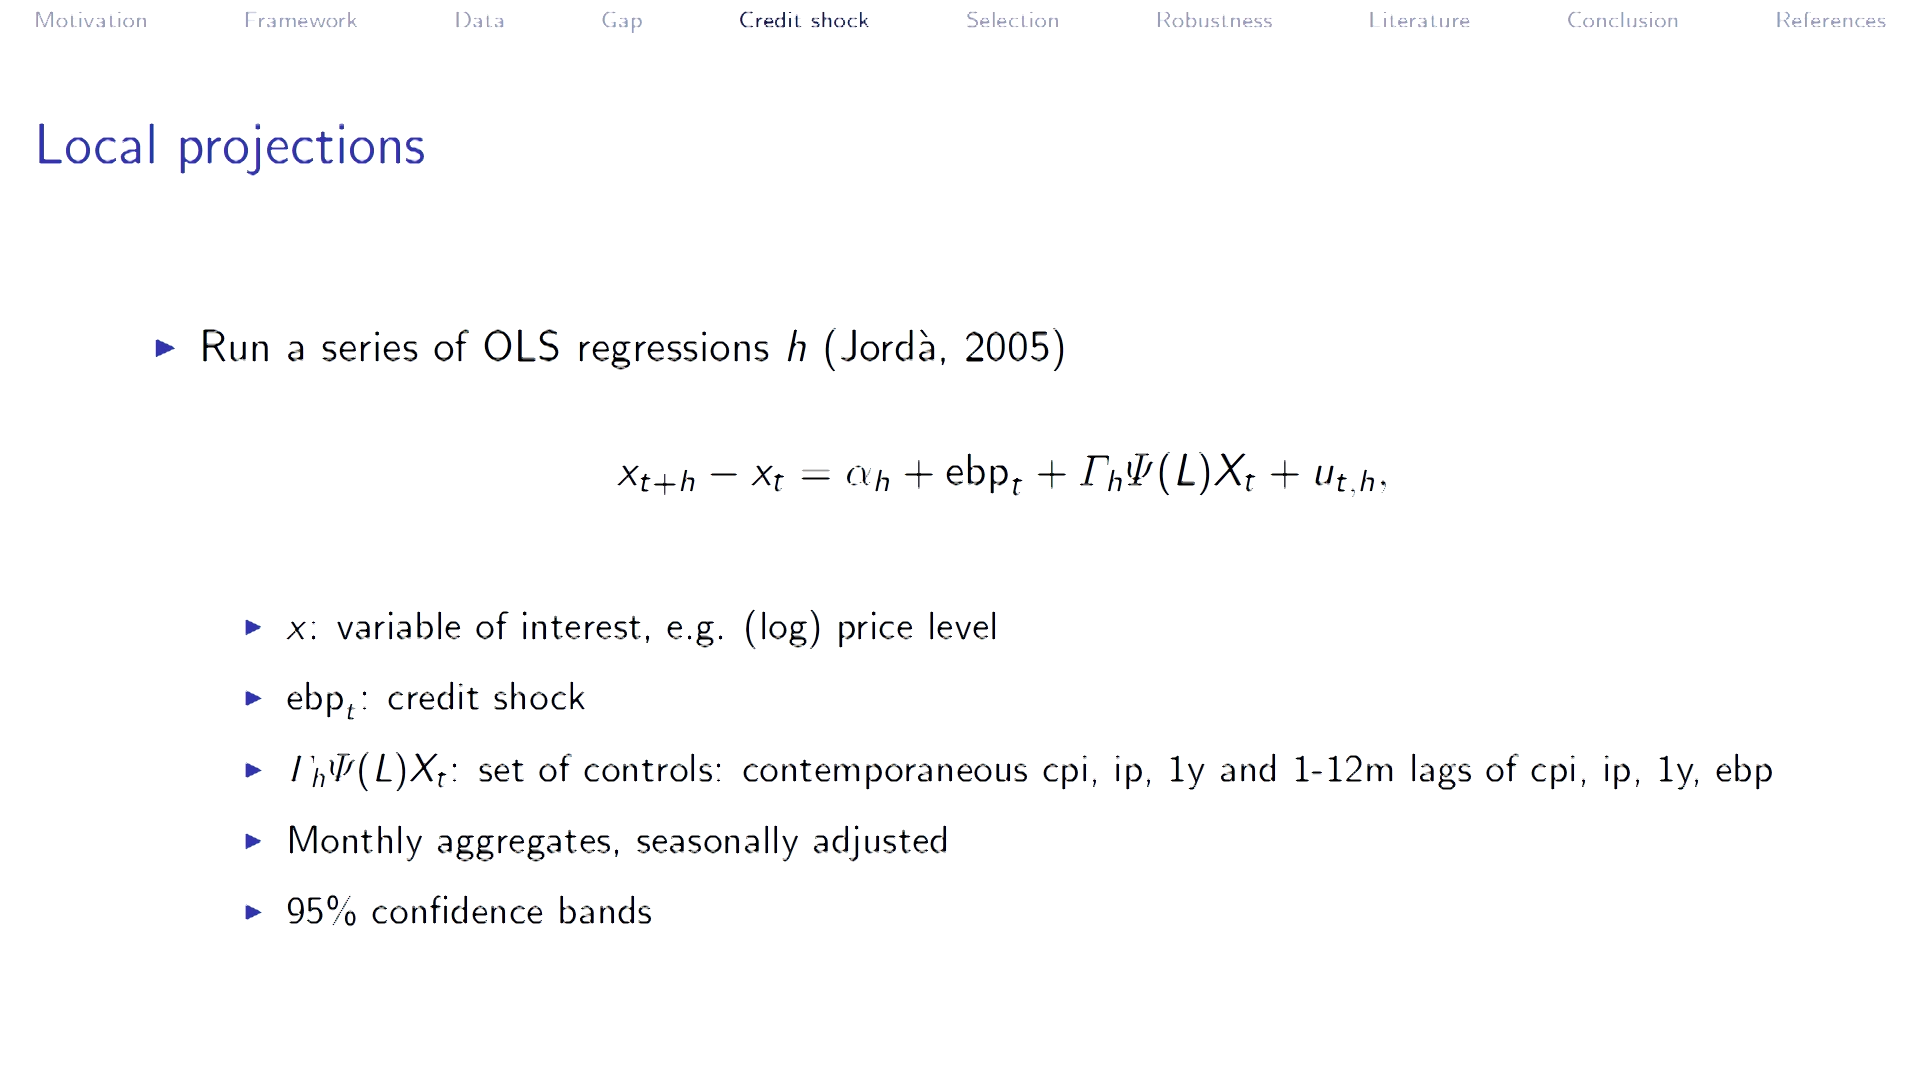 Motivation Framework Data Gap Credit shock Selection Robustness Literature Conclusion References
Local projections
▶ Run a series of OLS regressions h (Jordà, 2005)
x_{t+h} − x_t = α_h + ebp_t + Γ_hΨ(L)X_t + u_{t,h},
▶ x: variable of interest, e.g. (log) price level
▶ ebp_t: credit shock
▶ Γ_hΨ(L)X_t: set of controls: contemporaneous cpi, ip, 1y and 1-12m lags of cpi, ip, 1y, ebp
▶ Monthly aggregates, seasonally adjusted
▶ 95% confidence bands